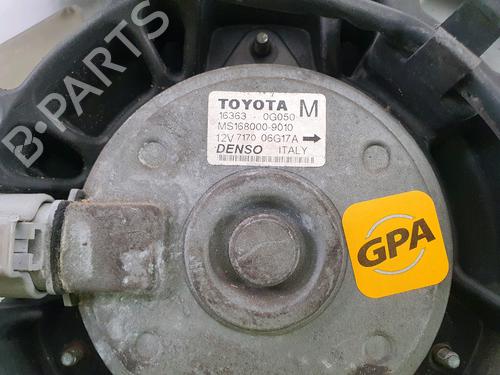 B-PARTS
TOYOTA M
16363 - 0G050
MS168000-9010
12V 7170 06G17A
DENSO ITALY
GPA